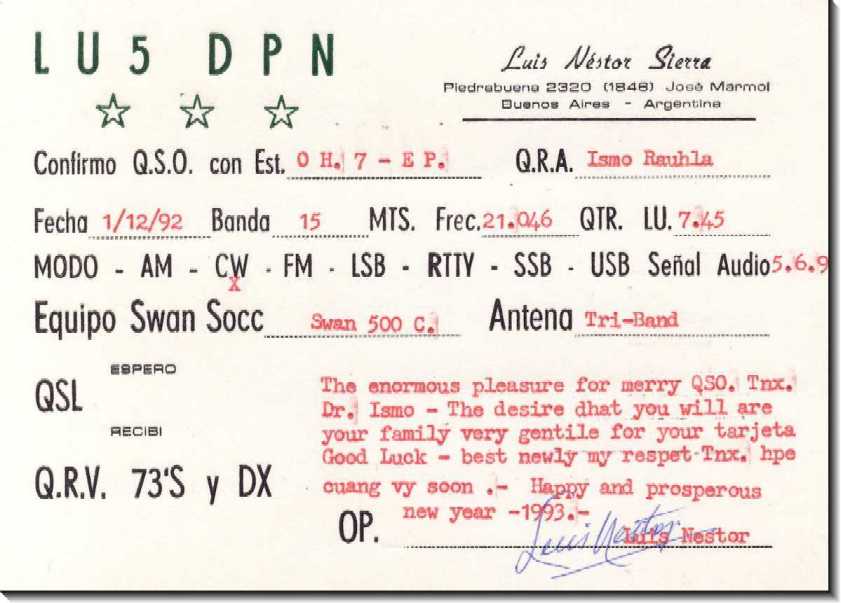 LU5 DPN
Luis Néstor Sierra
Piedrabuena 2320 (1846) José Marmol
Buenos Aires - Argentina
Confirmo Q.S.O. con Est. OH. 7 - EP. Q.R.A. Ismo Rauhla
Fecha 1/12/92 Banda 15 MTS. Frec. 21.046 QTR. LU. 7.45
MODO - AM - CW - FM - LSB - RTTY - SSB - USB Señal Audio 5.6.9
X
Equipo Swan Socc Swan 500 C. Antena Tri-Band
ESPERO
QSL
RECIBI
Q.R.V. 73'S y DX
The enormous pleasure for merry QSO. Tnx.
Dr. Ismo - The desire dhat you will are
your family very gentile for your tarjeta
Good Luck - best newly my respet-Tnx. hpe
cuang vy soon .- Happy and prosperous
new year -1993.-
OP. Luis Nestor
Luis Nestor